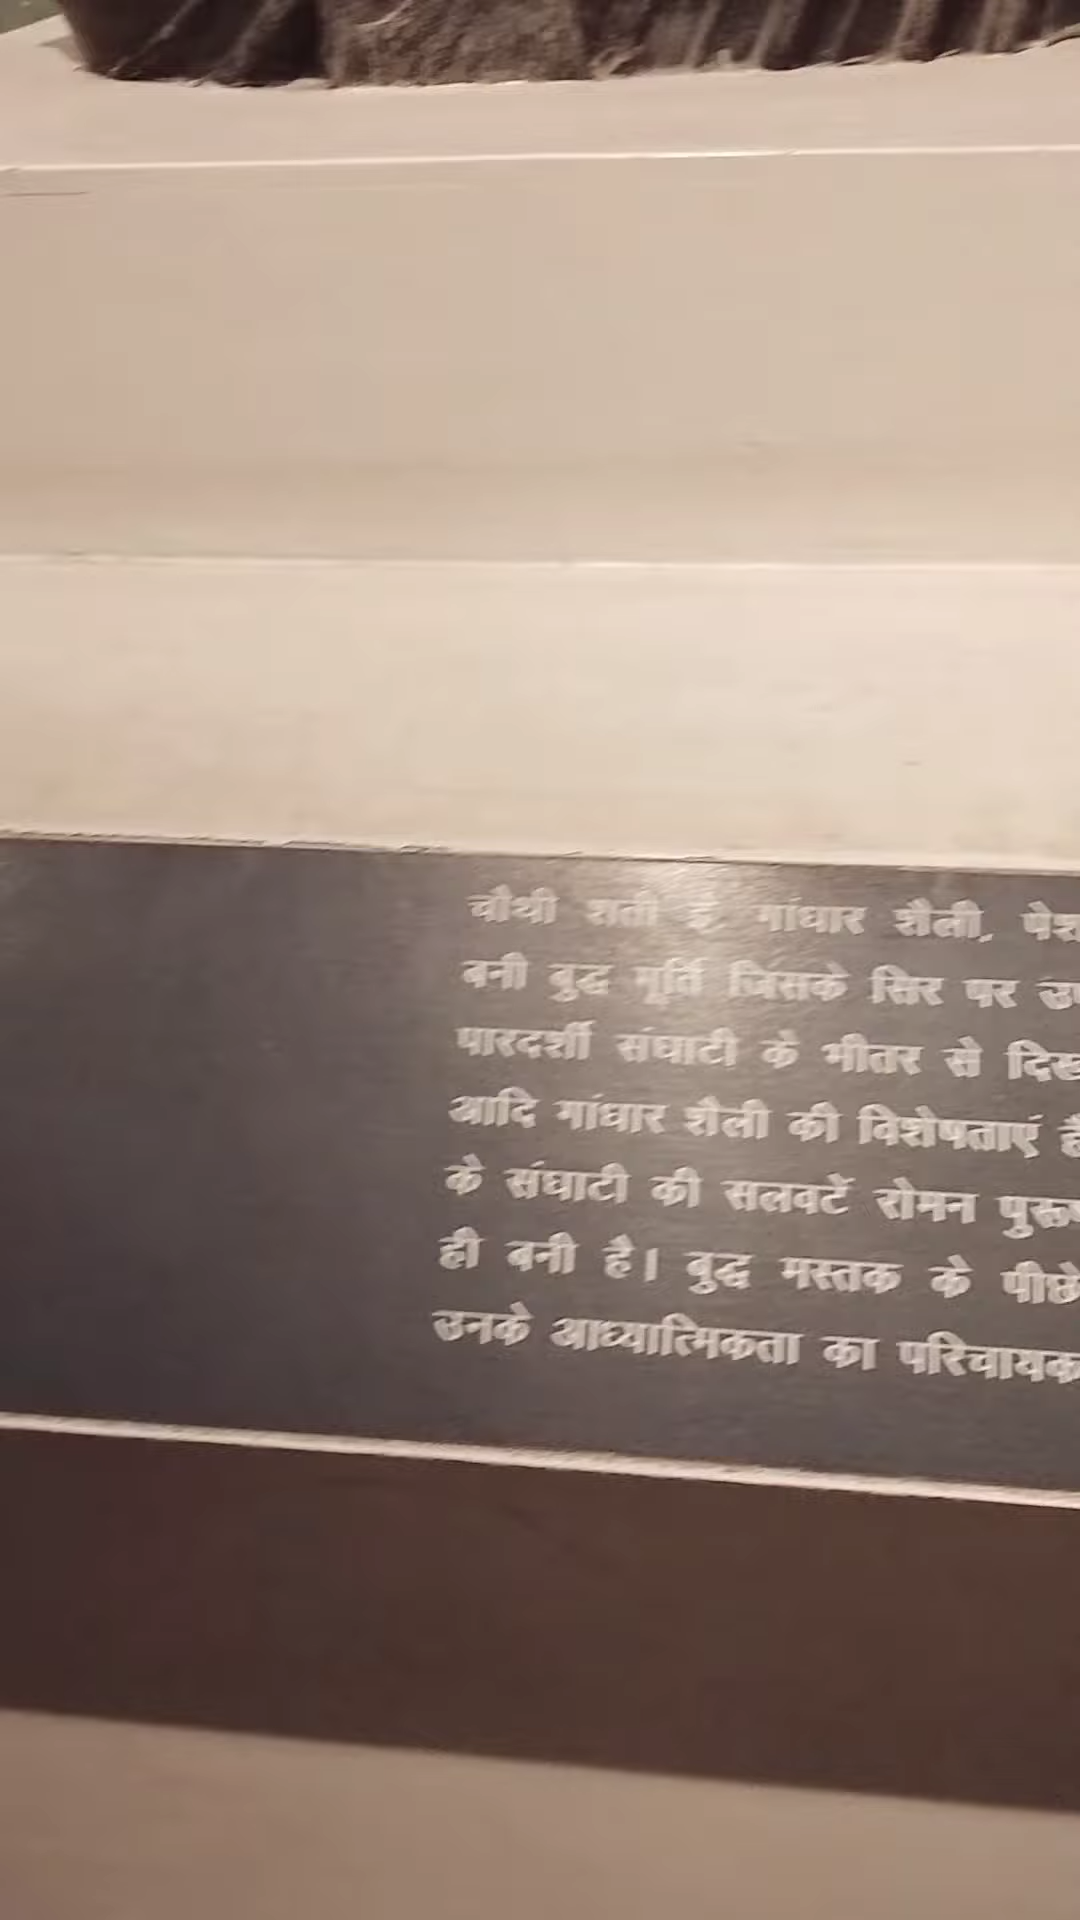 चौथी शती ई. गांधार शैली, पेश
बनी बुद्ध मूर्ति जिसके सिर पर
पारदर्शी संघाटी के भीतर से दिख
आदि गांधार शैली की विशेषताएं
के संघाटी की सलवटें रोमन पुरूष
ही बनी है। बुद्ध मस्तक के पीछे
उनके आध्यात्मिकता का परिचायक